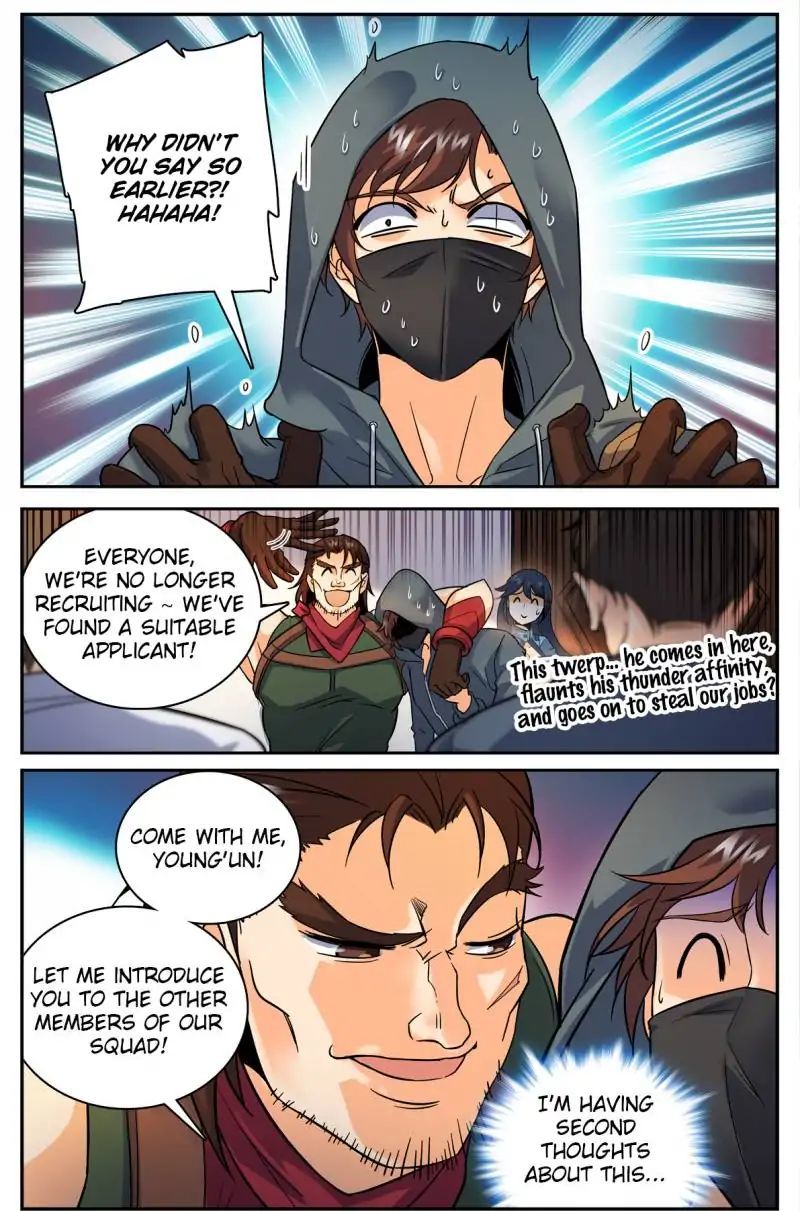 WHY DIDN'T
YOU SAY SO
EARLIER?!
HAHAHA!
EVERYONE,
WE'RE NO LONGER
RECRUITING ~ WE'VE
FOUND A SUITABLE
APPLICANT!
This twerp... he comes in here,
flaunts his thunder affinity,
and goes on to steal our jobs?
COME WITH ME,
YOUNG'UN!
LET ME INTRODUCE
YOU TO THE OTHER
MEMBERS OF OUR
SQUAD!
I'M HAVING
SECOND
THOUGHTS
ABOUT THIS...